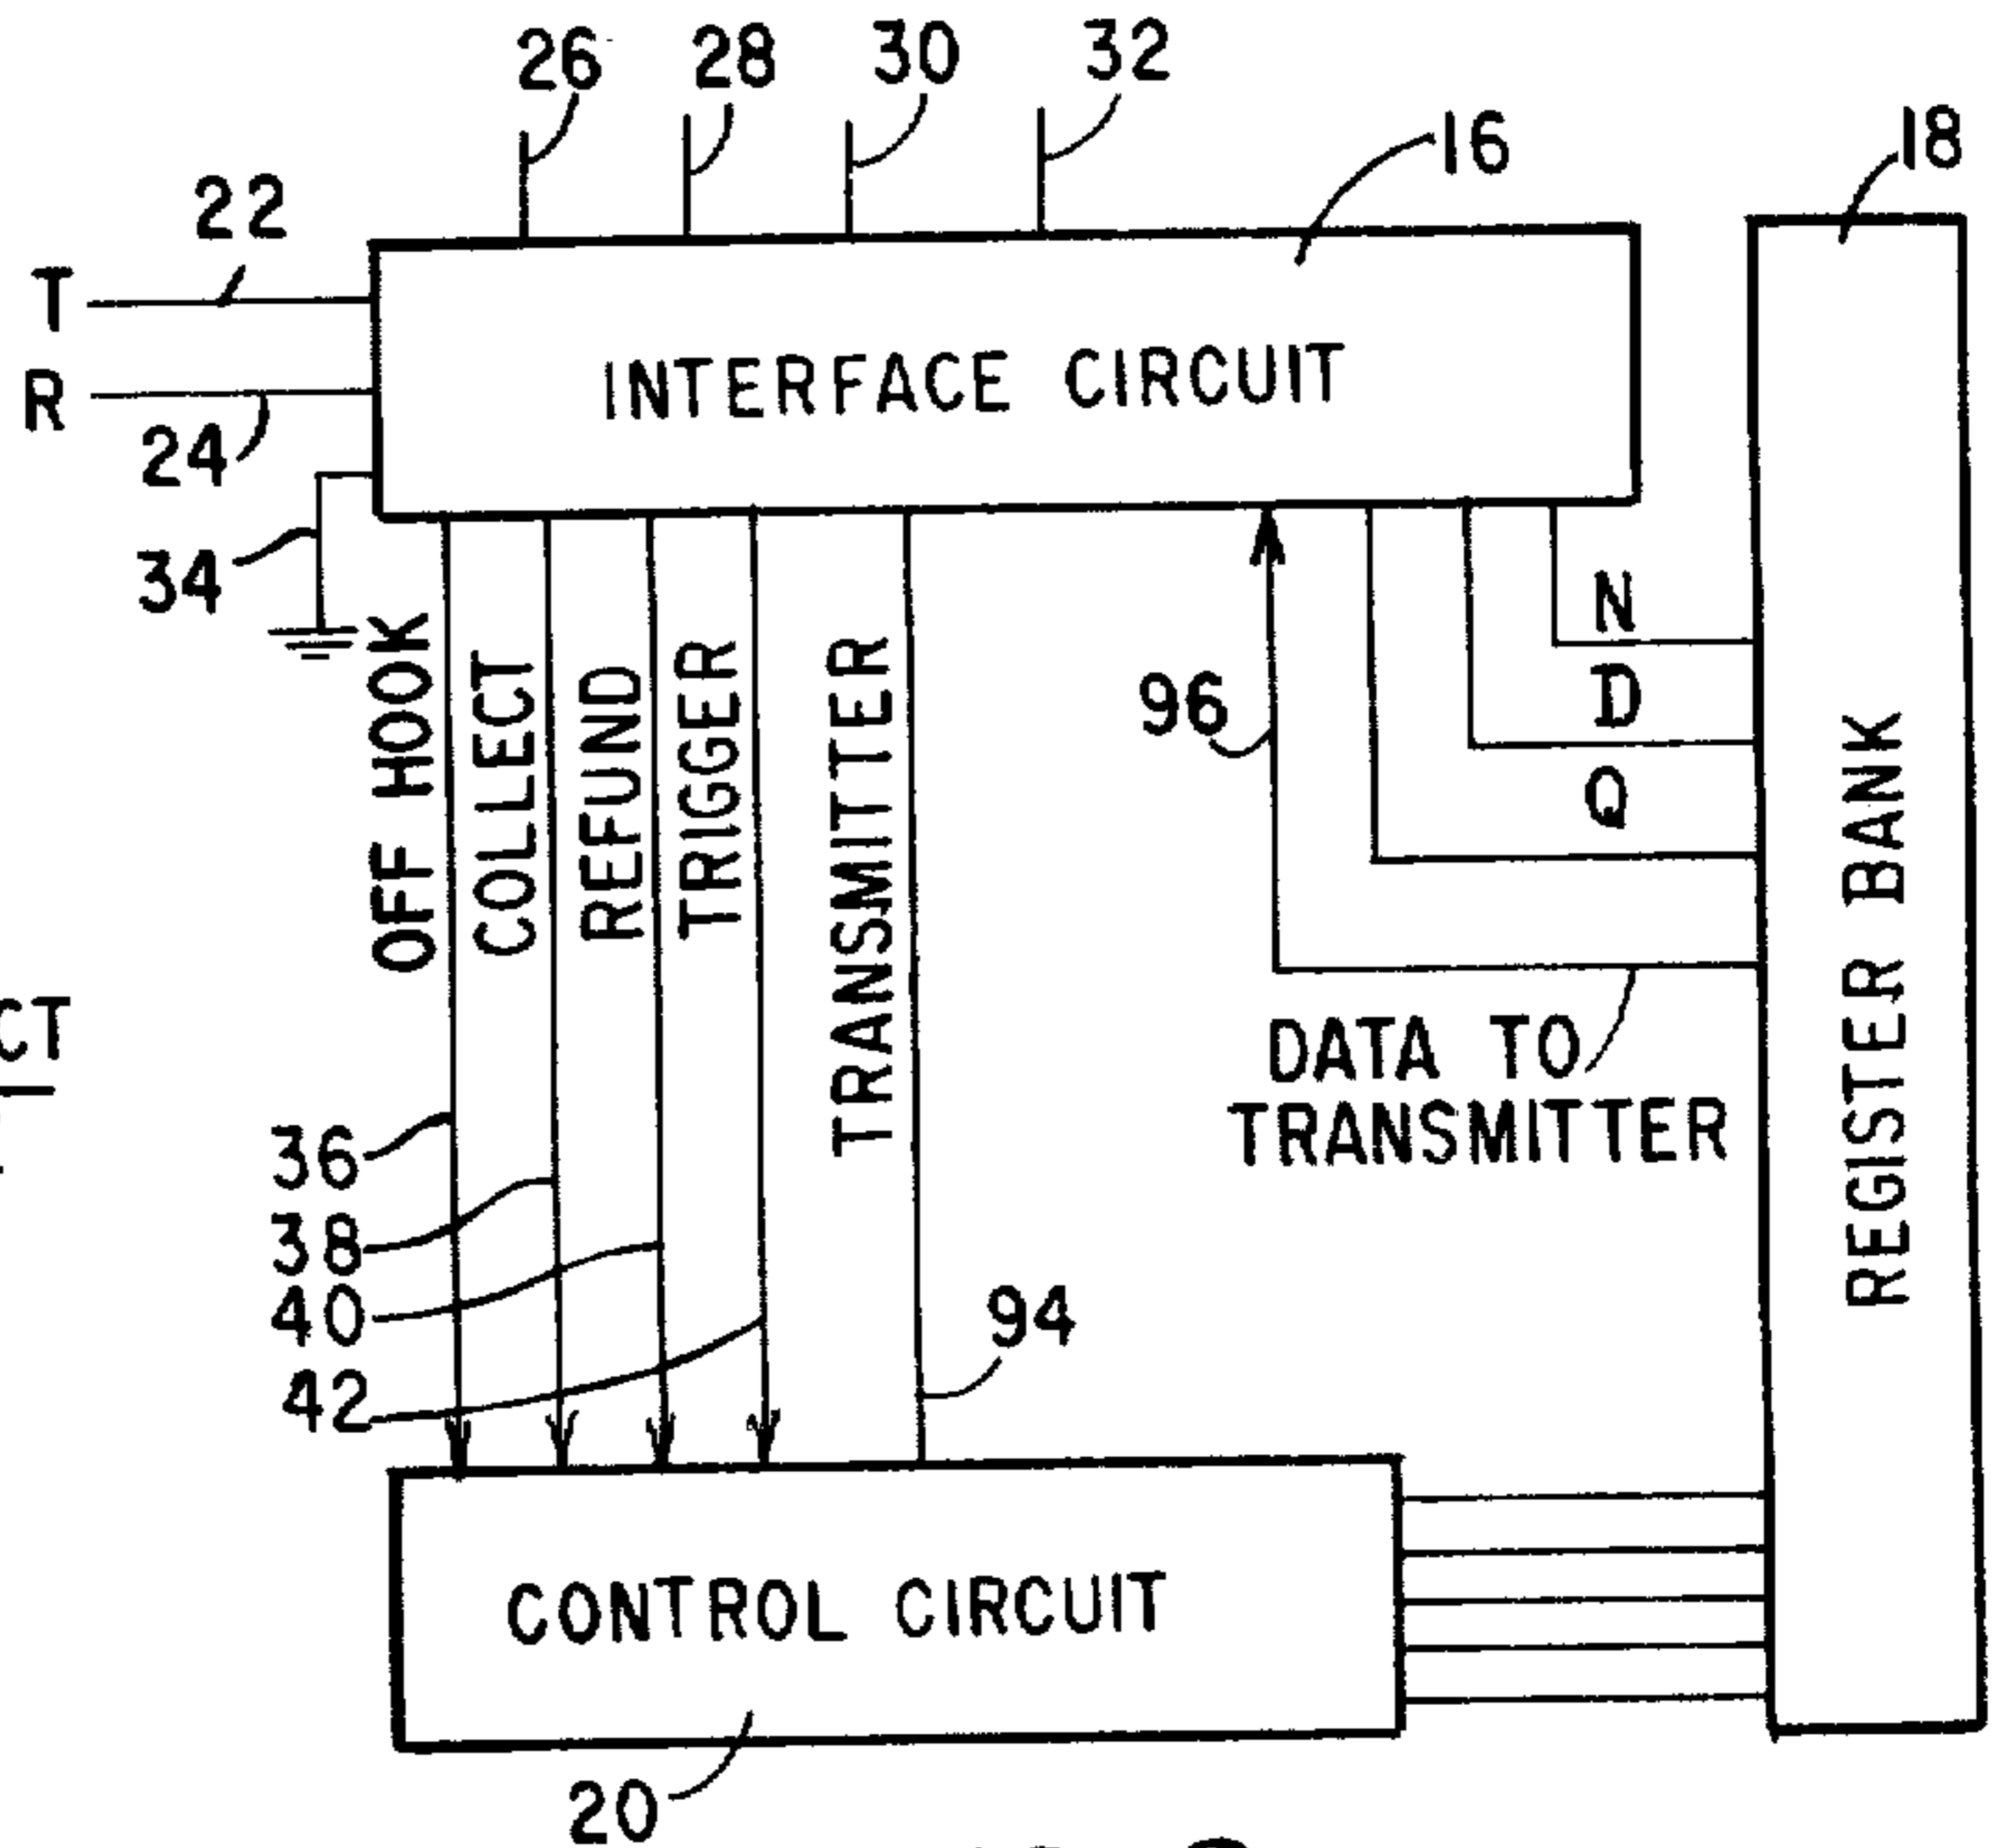 26 28 30 32
16 18
22
T
R
24
34
INTERFACE CIRCUIT
OFF HOOK
COLLECT
REFUND
TRIGGER
TRANSMITTER
96
N
D
Q
DATA TO
TRANSMITTER
REGISTER BANK
CT
36
38
40
42
94
CONTROL CIRCUIT
20